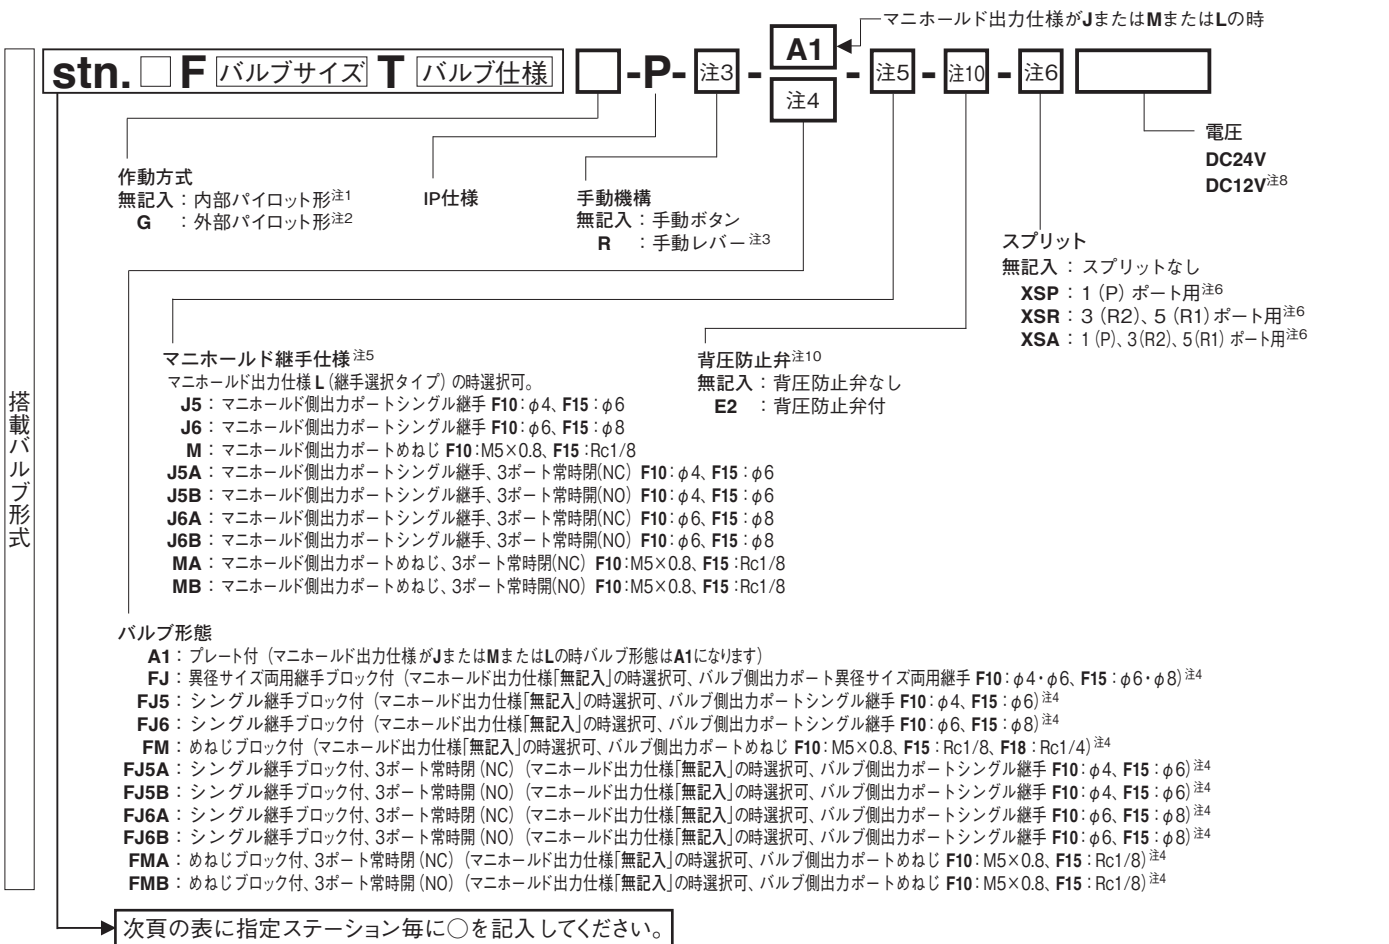 マニホールド出力仕様がJまたはMまたはLの時
stn. □ F バルブサイズ T バルブ仕様 □ -P- 注3 - A1 注4 - 注5 - 注10 - 注6
電圧
DC24V
DC12V注8
作動方式
無記入：内部パイロット形注1
G ：外部パイロット形注2
IP仕様
手動機構
無記入：手動ボタン
R ：手動レバー注3
スプリット
無記入：スプリットなし
XSP：1(P) ポート用注6
XSR：3 (R2)、5 (R1) ポート用注6
XSA：1(P)、3(R2)、5(R1) ポート用注6
マニホールド継手仕様注5
マニホールド出力仕様 L (継手選択タイプ) の時選択可。
J5：マニホールド側出力ポートシングル継手 F10：φ4、F15：φ6
J6：マニホールド側出力ポートシングル継手 F10：φ6、F15：φ8
M：マニホールド側出力ポートめねじ F10：M5×0.8、F15：Rc1/8
J5A：マニホールド側出力ポートシングル継手、3ポート常時閉(NC) F10：φ4、F15：φ6
J5B：マニホールド側出力ポートシングル継手、3ポート常時開(NO) F10：φ4、F15：φ6
J6A：マニホールド側出力ポートシングル継手、3ポート常時閉(NC) F10：φ6、F15：φ8
J6B：マニホールド側出力ポートシングル継手、3ポート常時開(NO) F10：φ6、F15：φ8
MA：マニホールド側出力ポートめねじ、3ポート常時閉(NC) F10：M5×0.8、F15：Rc1/8
MB：マニホールド側出力ポートめねじ、3ポート常時開(NO) F10：M5×0.8、F15：Rc1/8
背圧防止弁注10
無記入：背圧防止弁なし
E2 ：背圧防止弁付
搭載バルブ形式
バルブ形態
A1：プレート付 (マニホールド出力仕様がJまたはMまたはLの時バルブ形態はA1になります)
FJ：異径サイズ両用継手ブロック付 (マニホールド出力仕様「無記入」の時選択可、バルブ側出力ポート異径サイズ両用継手 F10：φ4・φ6、F15：φ6・φ8)注4
FJ5：シングル継手ブロック付 (マニホールド出力仕様「無記入」の時選択可、バルブ側出力ポートシングル継手 F10：φ4、F15：φ6)注4
FJ6：シングル継手ブロック付 (マニホールド出力仕様「無記入」の時選択可、バルブ側出力ポートシングル継手 F10：φ6、F15：φ8)注4
FM：めねじブロック付 (マニホールド出力仕様「無記入」の時選択可、バルブ側出力ポートめねじ F10：M5×0.8、F15：Rc1/8、F18：Rc1/4)注4
FJ5A：シングル継手ブロック付、3ポート常時閉 (NC) (マニホールド出力仕様「無記入」の時選択可、バルブ側出力ポートシングル継手 F10：φ4、F15：φ6)注4
FJ5B：シングル継手ブロック付、3ポート常時開 (NO) (マニホールド出力仕様「無記入」の時選択可、バルブ側出力ポートシングル継手 F10：φ4、F15：φ6)注4
FJ6A：シングル継手ブロック付、3ポート常時閉 (NC) (マニホールド出力仕様「無記入」の時選択可、バルブ側出力ポートシングル継手 F10：φ6、F15：φ8)注4
FJ6B：シングル継手ブロック付、3ポート常時開 (NO) (マニホールド出力仕様「無記入」の時選択可、バルブ側出力ポートシングル継手 F10：φ6、F15：φ8)注4
FMA：めねじブロック付、3ポート常時閉 (NC) (マニホールド出力仕様「無記入」の時選択可、バルブ側出力ポートめねじ F10：M5×0.8、F15：Rc1/8)注4
FMB：めねじブロック付、3ポート常時開 (NO) (マニホールド出力仕様「無記入」の時選択可、バルブ側出力ポートめねじ F10：M5×0.8、F15：Rc1/8)注4
次頁の表に指定ステーション毎に○を記入してください。